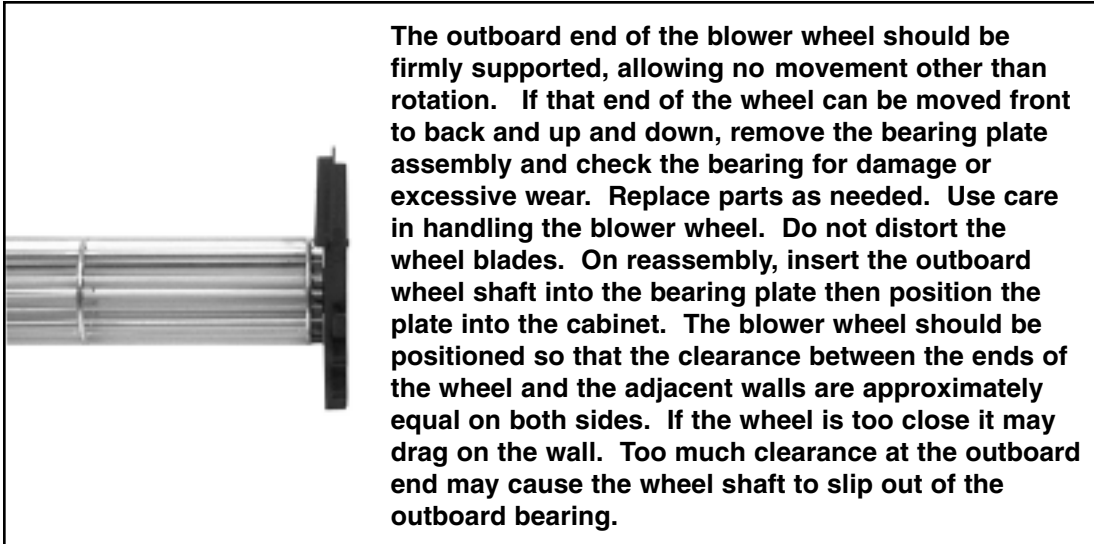 The outboard end of the blower wheel should be
firmly supported, allowing no movement other than
rotation.   If that end of the wheel can be moved front
to back and up and down, remove the bearing plate
assembly and check the bearing for damage or
excessive wear.  Replace parts as needed.  Use care
in handling the blower wheel.  Do not distort the
wheel blades.  On reassembly, insert the outboard
wheel shaft into the bearing plate then position the
plate into the cabinet.  The blower wheel should be
positioned so that the clearance between the ends of
the wheel and the adjacent walls are approximately
equal on both sides.  If the wheel is too close it may
drag on the wall.  Too much clearance at the outboard
end may cause the wheel shaft to slip out of the
outboard bearing.